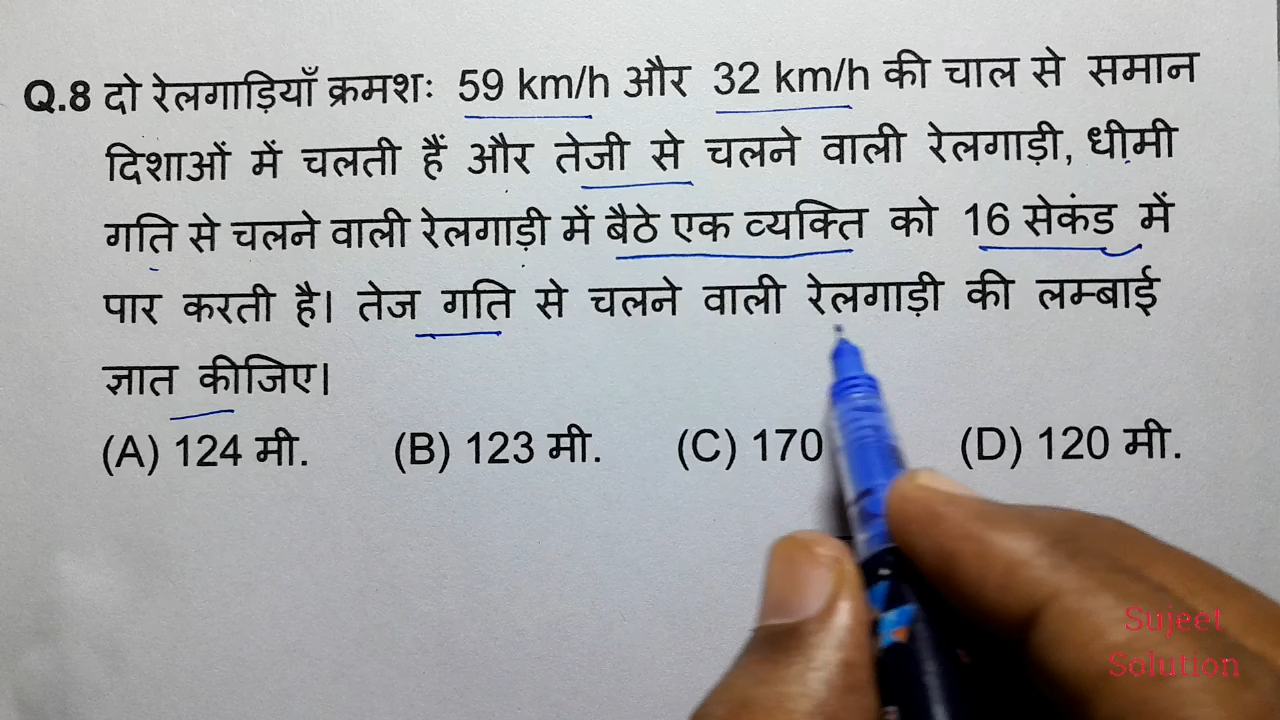 Q.8 दो रेलगाड़ियाँ क्रमशः 59 km/h और 32 km/h की चाल से समान
दिशाओं में चलती हैं और तेजी से चलने वाली रेलगाड़ी, धीमी
गति से चलने वाली रेलगाड़ी में बैठे एक व्यक्ति को 16 सेकंड में
पार करती है। तेज गति से चलने वाली रेलगाड़ी की लम्बाई
ज्ञात कीजिए।
(A) 124 मी. (B) 123 मी. (C) 170 (D) 120 मी.
Sujeet
Solution